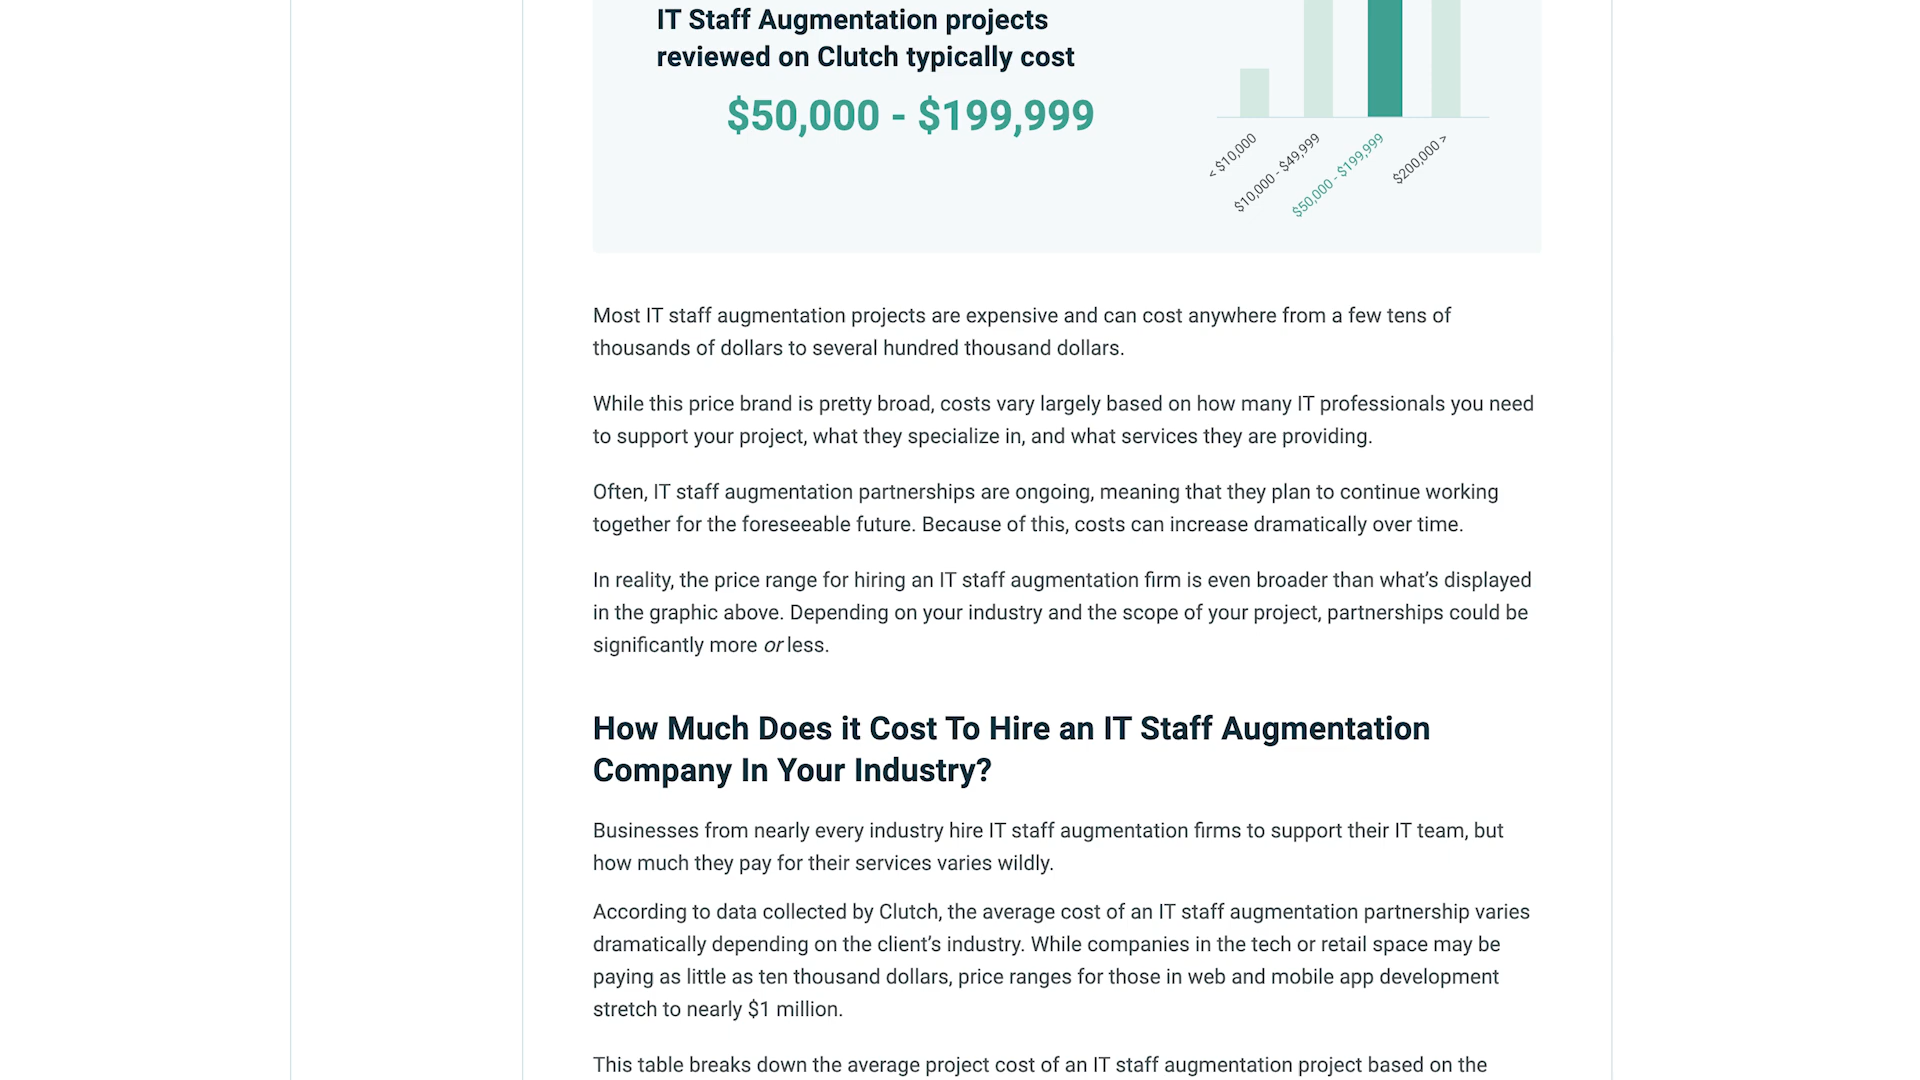 IT Staff Augmentation projects
reviewed on Clutch typically cost
$50,000 - $199,999
< $10,000
$10,000 - $49,999
$50,000 - $199,999
$200,000 >
Most IT staff augmentation projects are expensive and can cost anywhere from a few tens of
thousands of dollars to several hundred thousand dollars.
While this price brand is pretty broad, costs vary largely based on how many IT professionals you need
to support your project, what they specialize in, and what services they are providing.
Often, IT staff augmentation partnerships are ongoing, meaning that they plan to continue working
together for the foreseeable future. Because of this, costs can increase dramatically over time.
In reality, the price range for hiring an IT staff augmentation firm is even broader than what’s displayed
in the graphic above. Depending on your industry and the scope of your project, partnerships could be
significantly more or less.
How Much Does it Cost To Hire an IT Staff Augmentation
Company In Your Industry?
Businesses from nearly every industry hire IT staff augmentation firms to support their IT team, but
how much they pay for their services varies wildly.
According to data collected by Clutch, the average cost of an IT staff augmentation partnership varies
dramatically depending on the client’s industry. While companies in the tech or retail space may be
paying as little as ten thousand dollars, price ranges for those in web and mobile app development
stretch to nearly $1 million.
This table breaks down the average project cost of an IT staff augmentation project based on the